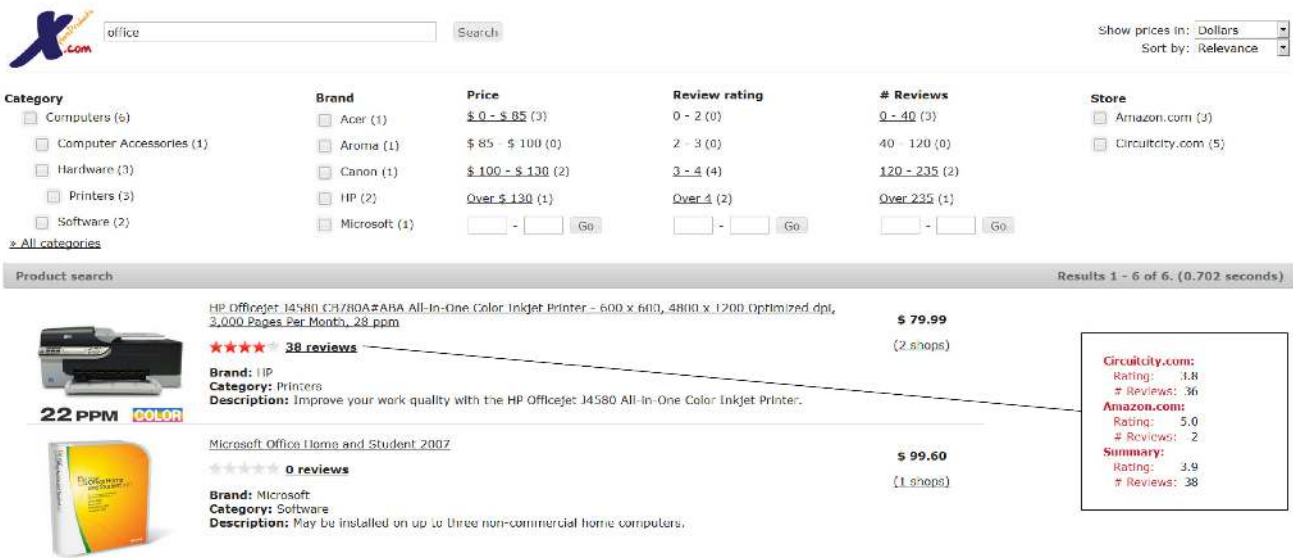 X
.com
office
Search
Show prices in: Dollars
Sort by: Relevance
Category
Computers (6)
Computer Accessories (1)
Hardware (3)
Printers (3)
Software (2)
» All categories
Brand
Acer (1)
Aroma (1)
Canon (1)
HP (2)
Microsoft (1)
Price
$ 0 - $ 85 (3)
$ 85 - $ 100 (0)
$ 100 - $ 130 (2)
Over $ 130 (1)
- Go
Review rating
0 - 2 (0)
2 - 3 (0)
3 - 4 (4)
Over 4 (2)
- Go
# Reviews
0 - 40 (3)
40 - 120 (0)
120 - 235 (2)
Over 235 (1)
- Go
Store
Amazon.com (3)
Circuitcity.com (5)
Product search
Results 1 - 6 of 6. (0.702 seconds)
HP Officejet J4580 CB780A#ABA All-in-One Color Inkjet Printer - 600 x 600, 4800 x 1200 Optimized dpi,
3,000 Pages Per Month, 28 ppm
38 reviews
Brand: HP
Category: Printers
Description: Improve your work quality with the HP Officejet J4580 All-in-One Color Inkjet Printer.
$ 79.99
(2 shops)
22 PPM COLOR
Circuitcity.com:
Rating: 3.8
# Reviews: 36
Amazon.com:
Rating: 5.0
# Reviews: 2
Summary:
Rating: 3.9
# Reviews: 38
Microsoft Office Home and Student 2007
0 reviews
Brand: Microsoft
Category: Software
Description: May be installed on up to three non-commercial home computers.
$ 99.60
(1 shops)